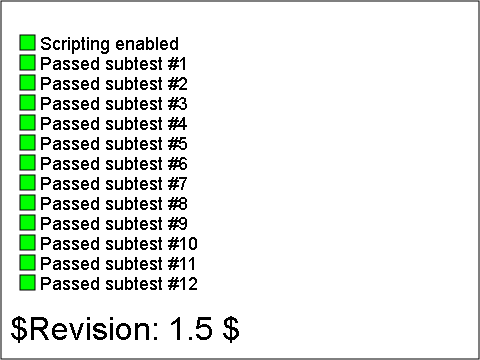 Scripting enabled
Passed subtest #1
Passed subtest #2
Passed subtest #3
Passed subtest #4
Passed subtest #5
Passed subtest #6
Passed subtest #7
Passed subtest #8
Passed subtest #9
Passed subtest #10
Passed subtest #11
Passed subtest #12
$Revision: 1.5 $